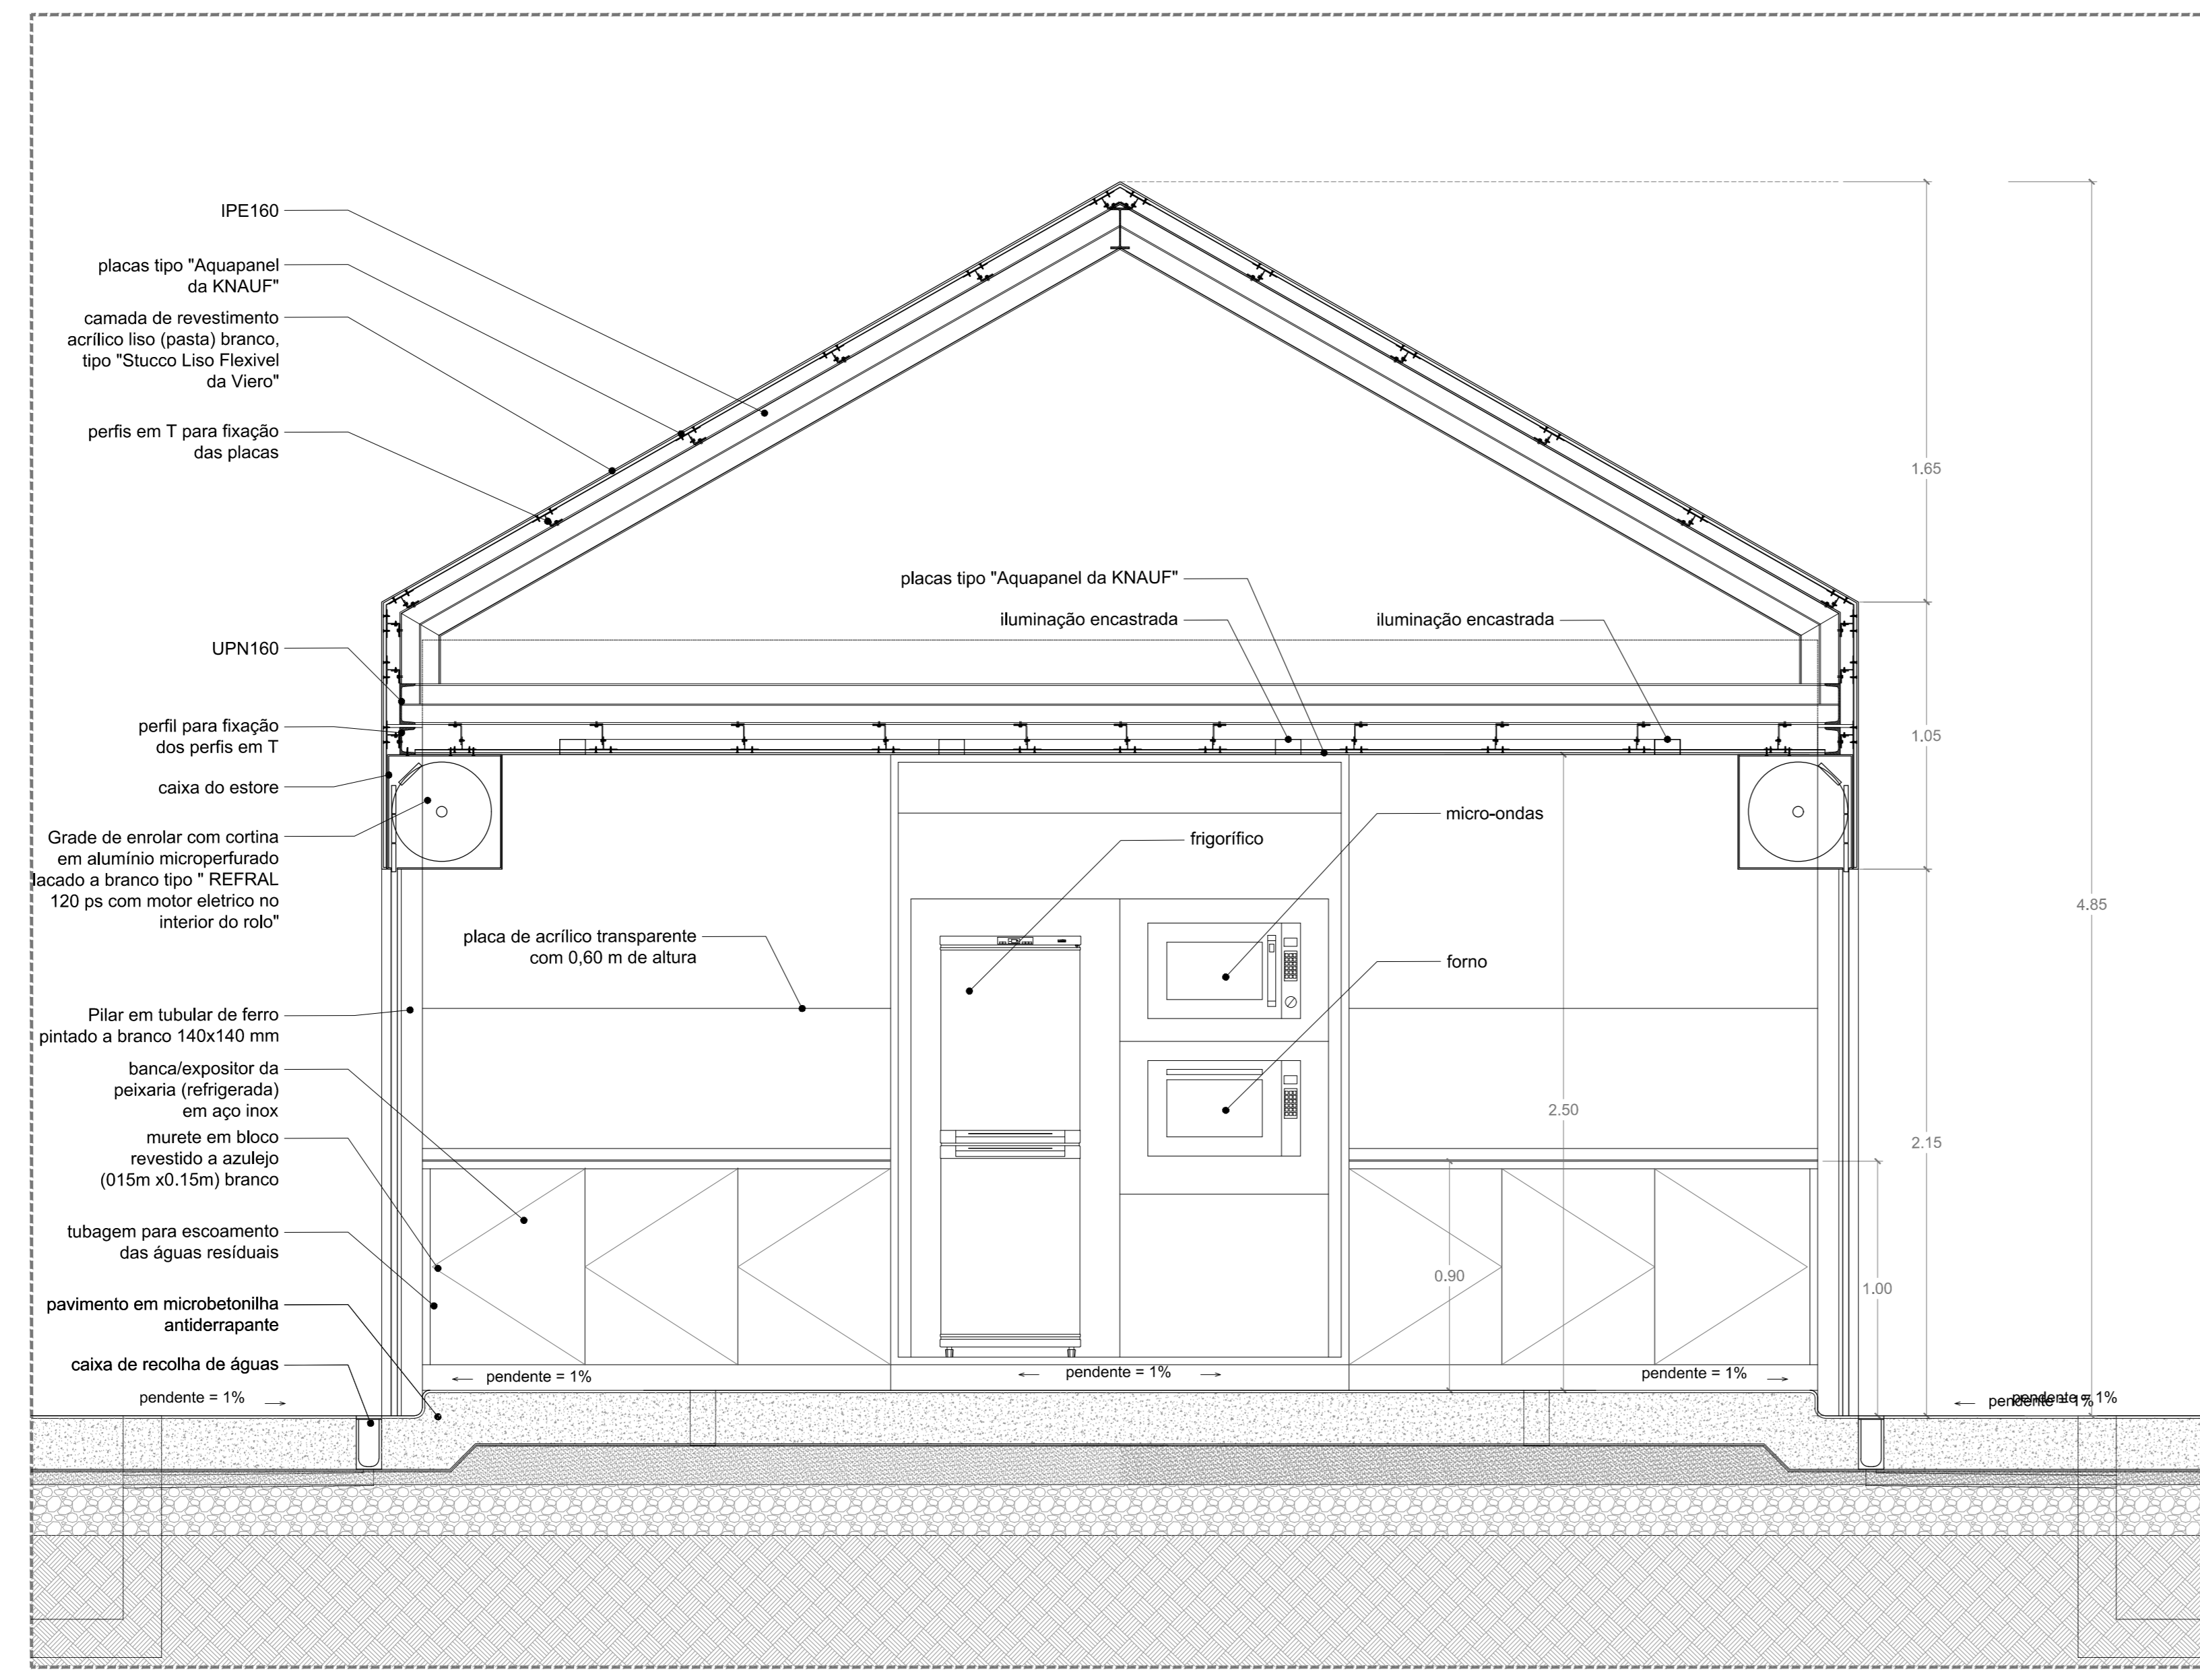 IPE160
placas tipo "Aquapanel
da KNAUF"
camada de revestimento
acrílico liso (pasta) branco,
tipo "Stucco Liso Flexivel
da Viero"
perfis em T para fixação
das placas
UPN160
perfil para fixação
dos perfis em T
caixa do estore
Grade de enrolar com cortina
em alumínio microperfurado
lacado a branco tipo " REFRAL
120 ps com motor eletrico no
interior do rolo"
Pilar em tubular de ferro
pintado a branco 140x140 mm
banca/expositor da
peixaria (refrigerada)
em aço inox
murete em bloco
revestido a azulejo
(015m x0.15m) branco
tubagem para escoamento
das águas resíduais
pavimento em microbetonilha
antiderrapante
caixa de recolha de águas
pendente = 1%
placas tipo "Aquapanel da KNAUF"
iluminação encastrada
iluminação encastrada
micro-ondas
frigorífico
placa de acrílico transparente
com 0,60 m de altura
forno
pendente = 1%
pendente = 1%
pendente = 1%
pendente = 1%
pendente = 1%
2.50
0.90
1.00
1.65
1.05
2.15
4.85